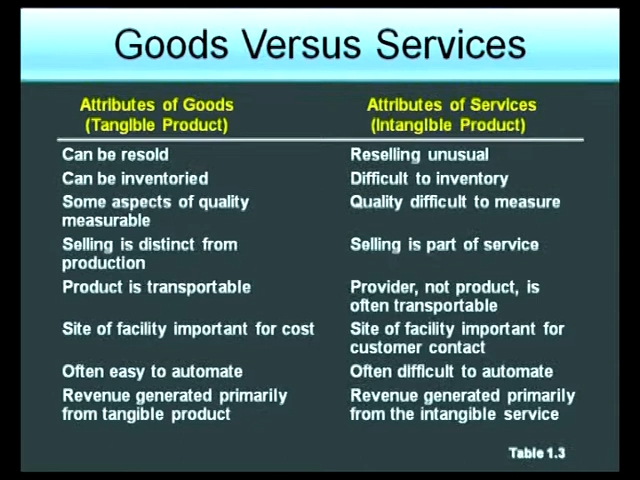 Goods Versus Services
Attributes of Goods
(Tangible Product)
Attributes of Services
(Intangible Product)
Can be resold
Reselling unusual
Can be inventoried
Difficult to inventory
Some aspects of quality
measurable
Quality difficult to measure
Selling is distinct from
production
Selling is part of service
Product is transportable
Provider, not product, is
often transportable
Site of facility important for cost
Site of facility important for
customer contact
Often easy to automate
Often difficult to automate
Revenue generated primarily
from tangible product
Revenue generated primarily
from the intangible service
Table 1.3